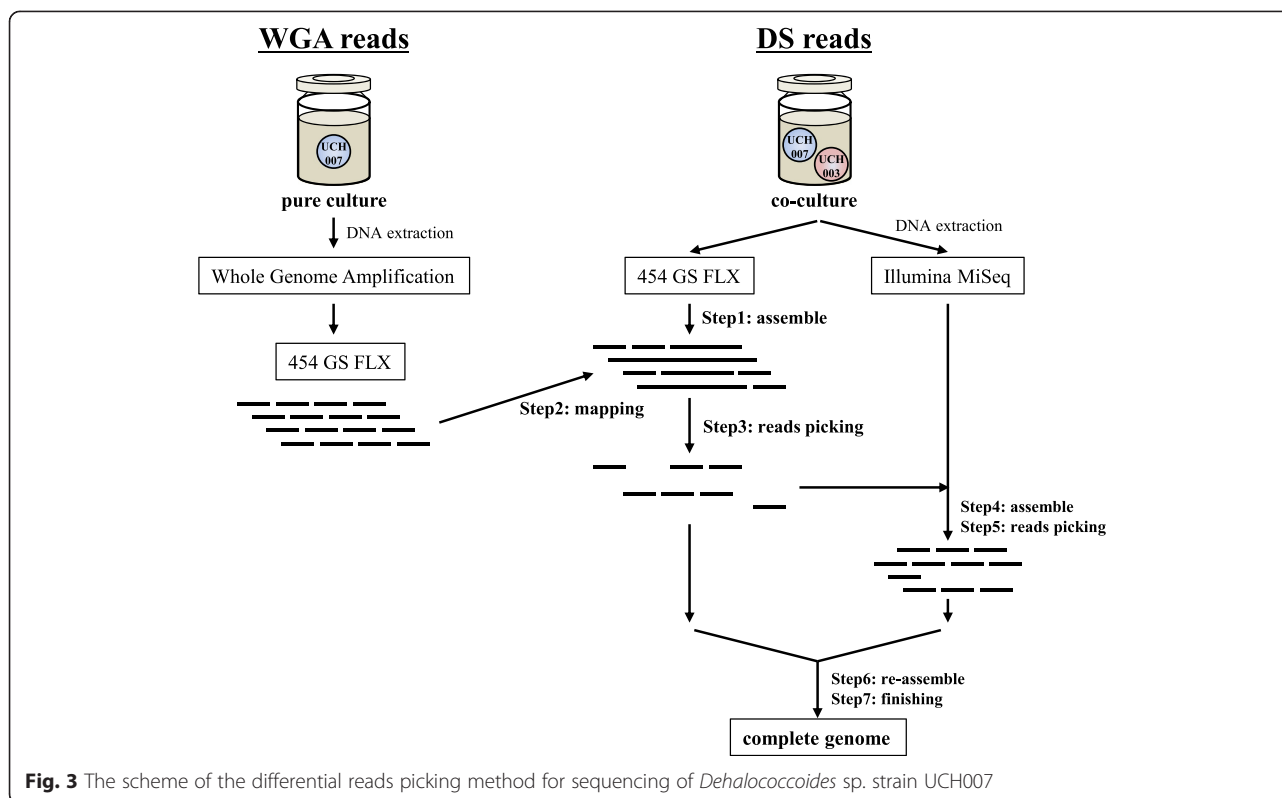 WGA reads
DS reads
UCH
007
UCH
007
UCH
003
pure culture
co-culture
DNA extraction
DNA extraction
Whole Genome Amplification
454 GS FLX
Illumina MiSeq
Step1: assemble
454 GS FLX
Step2: mapping
Step3: reads picking
Step4: assemble
Step5: reads picking
Step6: re-assemble
Step7: finishing
complete genome
Fig. 3 The scheme of the differential reads picking method for sequencing of Dehalococcoides sp. strain UCH007